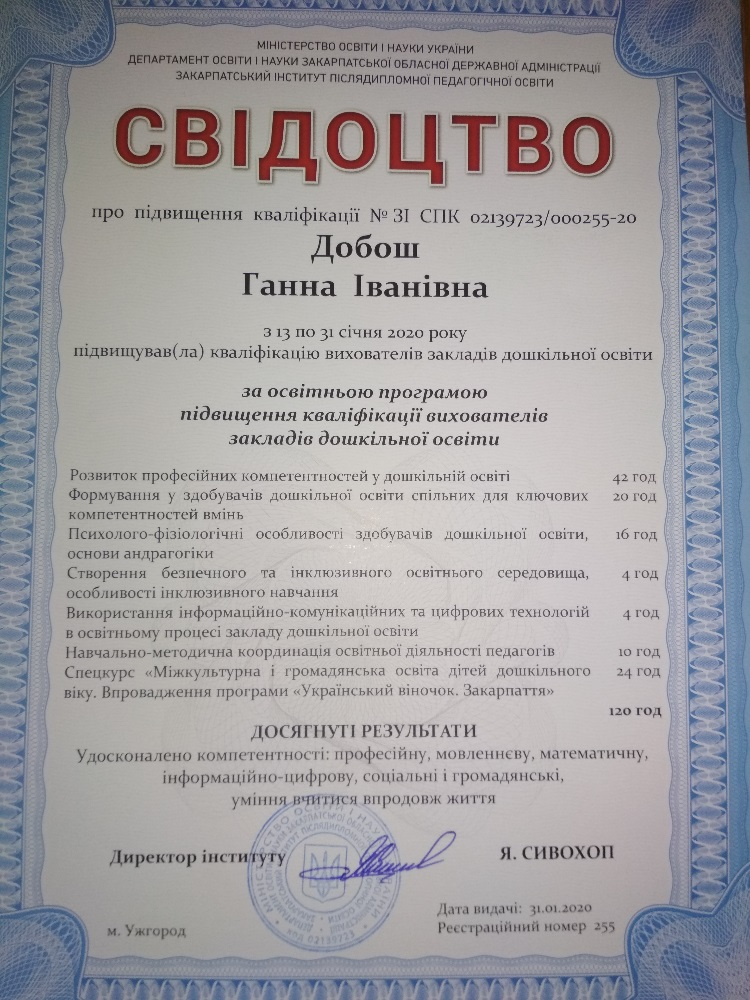 МІНІСТЕРСТВО ОСВІТИ І НАУКИ УКРАЇНИ
ДЕПАРТАМЕНТ ОСВІТИ І НАУКИ ЗАКАРПАТСЬКОЇ ОБЛАСНОЇ ДЕРЖАВНОЇ АДМІНІСТРАЦІЇ
ЗАКАРПАТСЬКИЙ ІНСТИТУТ ПІСЛЯДИПЛОМНОЇ ПЕДАГОГІЧНОЇ ОСВІТИ
СВІДОЦТВО
про підвищення кваліфікації № ЗІ СПК 02139723/000255-20
Добош
Ганна Іванівна
з 13 по 31 січня 2020 року
підвищував(ла) кваліфікацію вихователів закладів дошкільної освіти
за освітньою програмою
підвищення кваліфікації вихователів
закладів дошкільної освіти
Розвиток професійних компетентностей у дошкільній освіті 42 год
Формування у здобувачів дошкільної освіти спільних для ключових 20 год
компетентностей вмінь
Психолого-фізіологічні особливості здобувачів дошкільної освіти, 16 год
основи андрагогіки
Створення безпечного та інклюзивного освітнього середовища, 4 год
особливості інклюзивного навчання
Використання інформаційно-комунікаційних та цифрових технологій 4 год
в освітньому процесі закладу дошкільної освіти
Навчально-методична координація освітньої діяльності педагогів 10 год
Спецкурс «Міжкультурна і громадянська освіта дітей дошкільного 24 год
віку. Впровадження програми «Український віночок. Закарпаття»
120 год
ДОСЯГНУТІ РЕЗУЛЬТАТИ
Удосконалено компетентності: професійну, мовленнєву, математичну,
інформаційно-цифрову, соціальні і громадянські,
уміння вчитися впродовж життя
Директор інституту Я. СИВОХОП
Дата видачі: 31.01.2020
м. Ужгород Реєстраційний номер 255